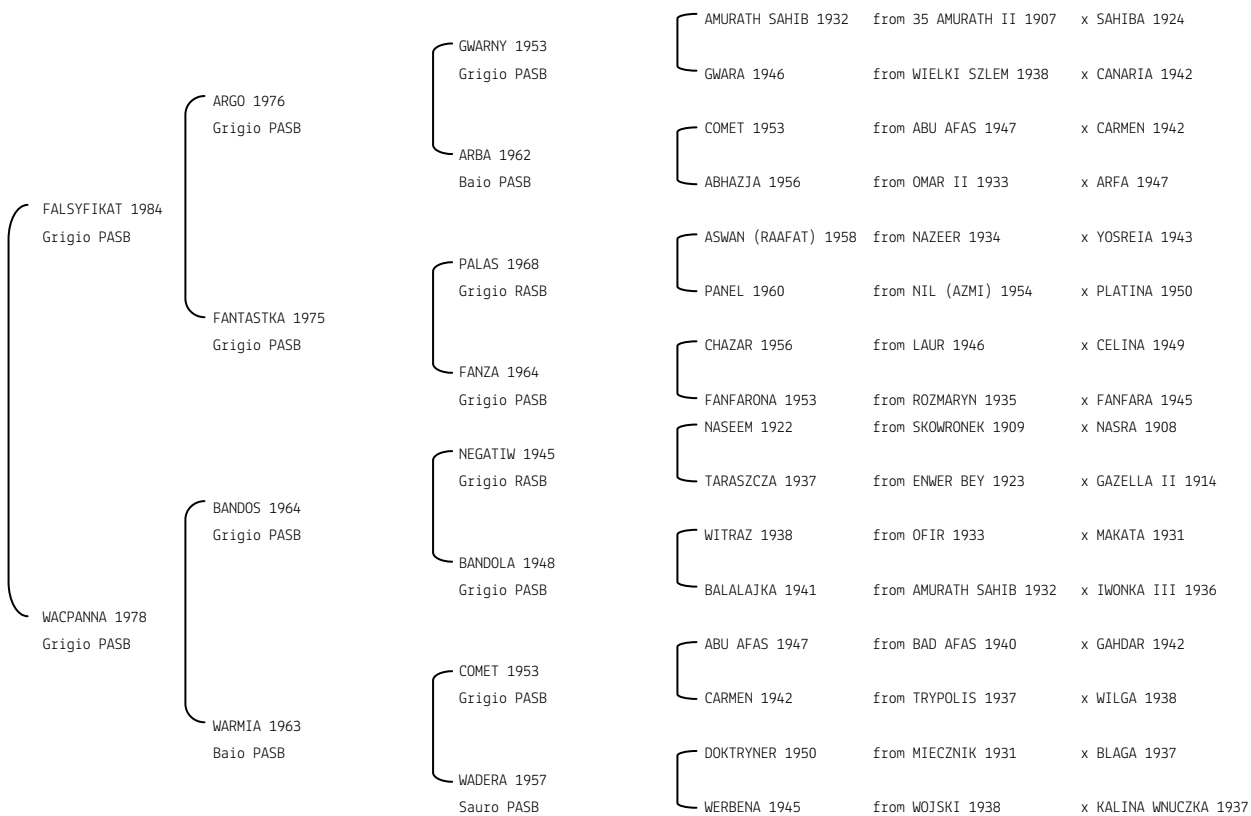 AMURATH SAHIB 1932 from 35 AMURATH II 1907 x SAHIBA 1924
GWARNY 1953
Grigio PASB
GWARA 1946 from WIELKI SZLEM 1938 x CANARIA 1942
ARGO 1976
Grigio PASB
COMET 1953 from ABU AFAS 1947 x CARMEN 1942
ARBA 1962
Baio PASB
ABHAZJA 1956 from OMAR II 1933 x ARFA 1947
FALSYFIKAT 1984
Grigio PASB
ASWAN (RAAFAT) 1958 from NAZEER 1934 x YOSREIA 1943
PALAS 1968
Grigio RASB
PANEL 1960 from NIL (AZMI) 1954 x PLATINA 1950
FANTASTKA 1975
Grigio PASB
CHAZAR 1956 from LAUR 1946 x CELINA 1949
FANZA 1964
Grigio PASB
FANFARONA 1953 from ROZMARYN 1935 x FANFARA 1945
NASEEM 1922 from SKOWRONEK 1909 x NASRA 1908
NEGATIW 1945
Grigio RASB
TARASZCZA 1937 from ENWER BEY 1923 x GAZELLA II 1914
BANDOS 1964
Grigio PASB
WITRAZ 1938 from OFIR 1933 x MAKATA 1931
BANDOLA 1948
Grigio PASB
BALALAJKA 1941 from AMURATH SAHIB 1932 x IWONKA III 1936
WACPANNA 1978
Grigio PASB
ABU AFAS 1947 from BAD AFAS 1940 x GAHDAR 1942
COMET 1953
Grigio PASB
CARMEN 1942 from TRYPOLIS 1937 x WILGA 1938
WARMIA 1963
Baio PASB
DOKTRYNER 1950 from MIECZNIK 1931 x BLAGA 1937
WADERA 1957
Sauro PASB
WERBENA 1945 from WOJSKI 1938 x KALINA WNUCZKA 1937